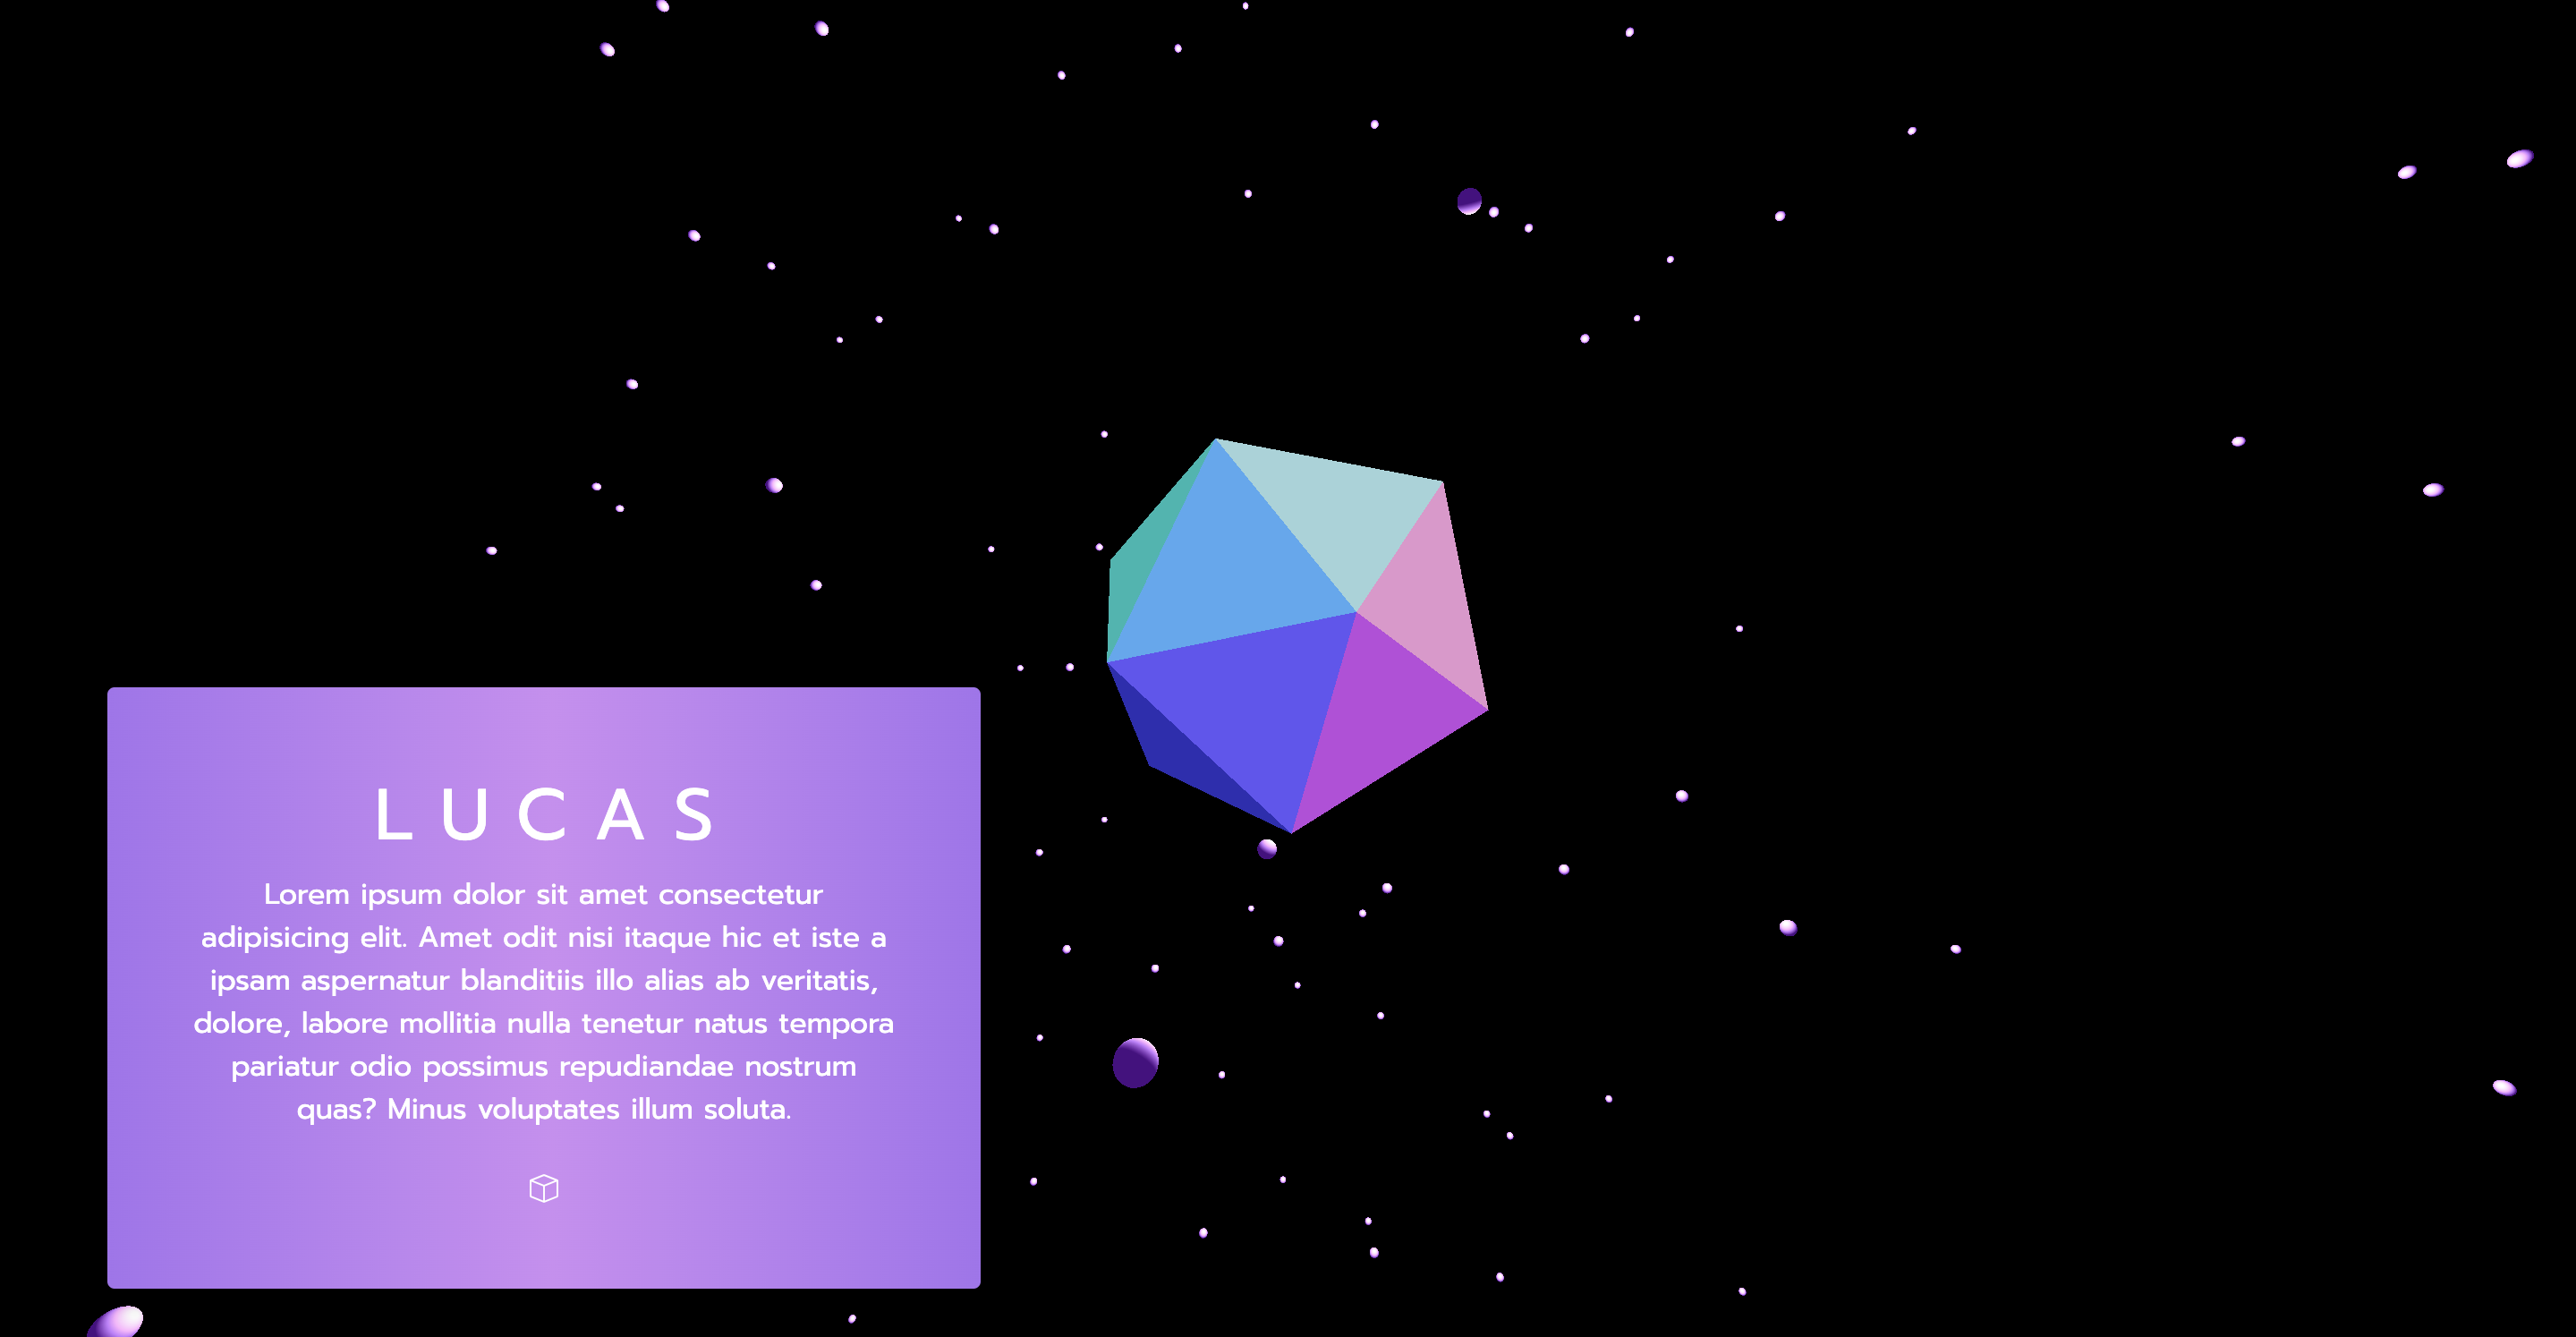 LUCAS
Lorem ipsum dolor sit amet consectetur
adipisicing elit. Amet odit nisi itaque hic et iste a
ipsam aspernatur blanditiis illo alias ab veritatis,
dolore, labore mollitia nulla tenetur natus tempora
pariatur odio possimus repudiandae nostrum
quas? Minus voluptates illum soluta.